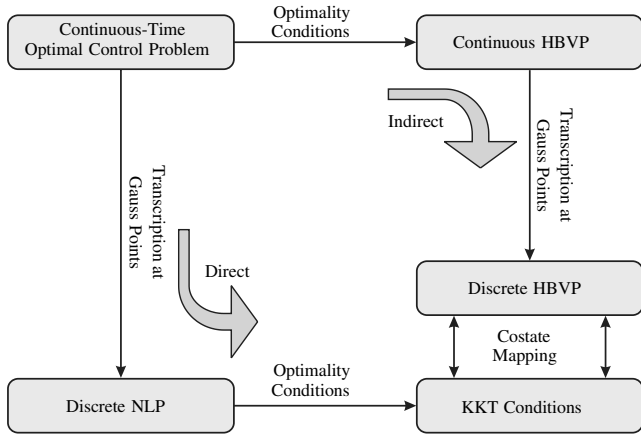 Continuous-Time
Optimal Control Problem
Optimality
Conditions
Continuous HBVP
Indirect
Transcription at
Gauss Points
Transcription at
Gauss Points
Direct
Discrete HBVP
Costate
Mapping
Discrete NLP
Optimality
Conditions
KKT Conditions